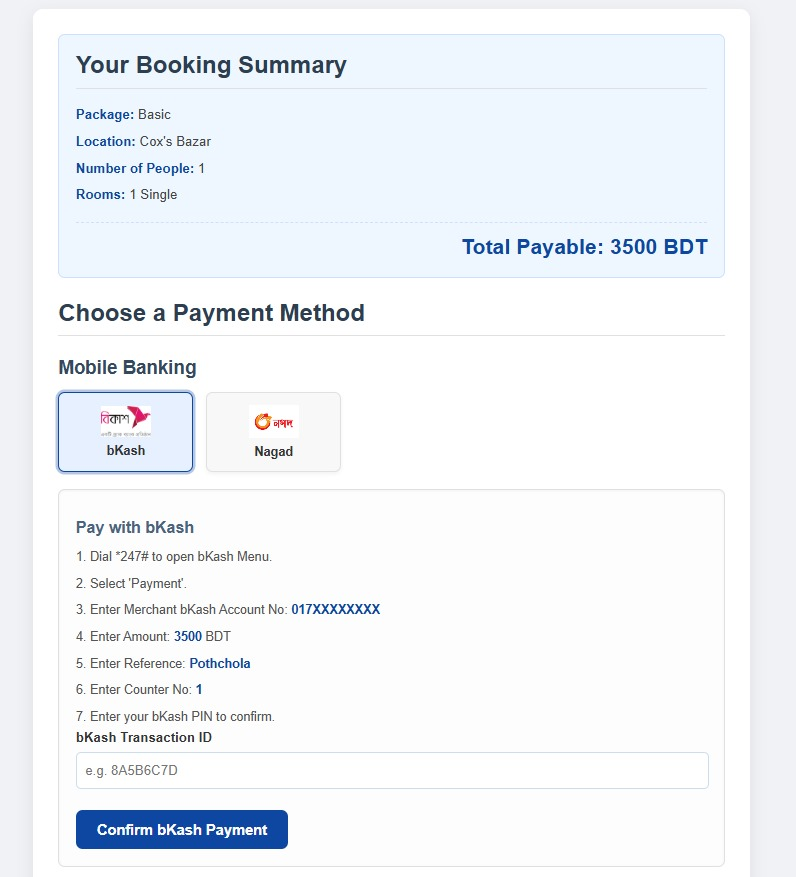 Your Booking Summary
Package: Basic
Location: Cox's Bazar
Number of People: 1
Rooms: 1 Single
Total Payable: 3500 BDT
Choose a Payment Method
Mobile Banking
বিকাশ
bKash
নগদ
Nagad
Pay with bKash
1. Dial *247# to open bKash Menu.
2. Select 'Payment'.
3. Enter Merchant bKash Account No: 017XXXXXXXX
4. Enter Amount: 3500 BDT
5. Enter Reference: Pothchola
6. Enter Counter No: 1
7. Enter your bKash PIN to confirm.
bKash Transaction ID
e.g. 8A5B6C7D
Confirm bKash Payment